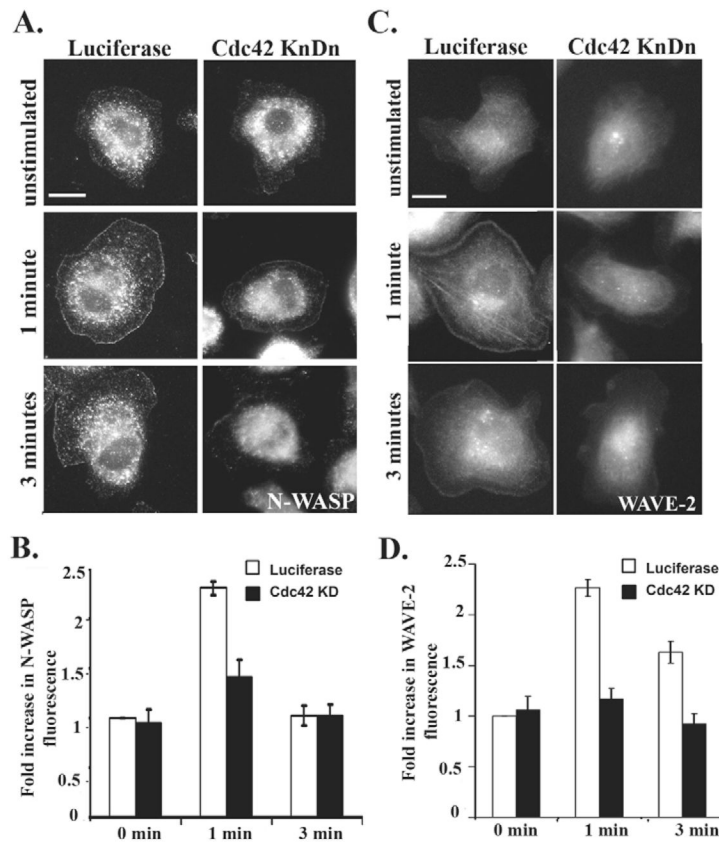 A.
Luciferase Cdc42 KnDn
unstimulated
1 minute
3 minutes
N-WASP
C.
Luciferase Cdc42 KnDn
unstimulated
1 minute
3 minutes
WAVE-2
B.
Fold increase in N-WASP
fluorescence
2.5
2
1.5
1
0.5
0
Luciferase
Cdc42 KD
0 min 1 min 3 min
D.
Fold increase in WAVE-2
fluorescence
2.5
2
1.5
1
0.5
0
Luciferase
Cdc42 KD
0 min 1 min 3 min